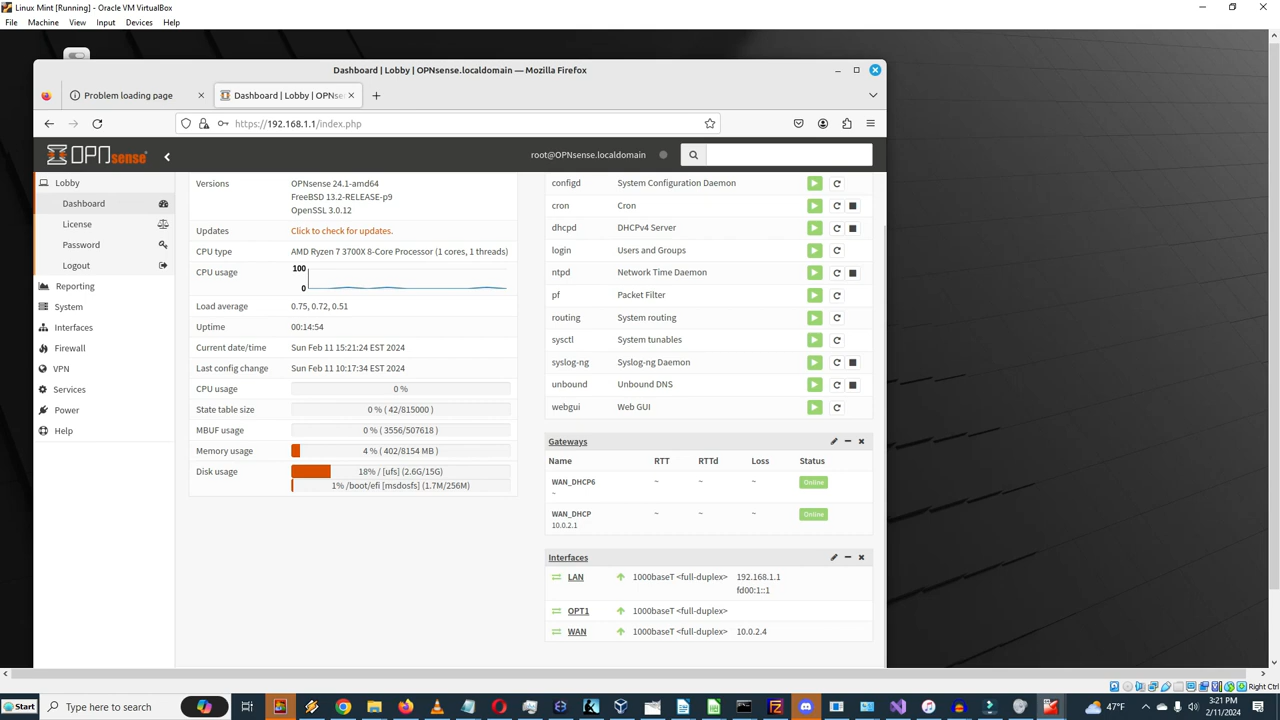 Linux Mint [Running] - Oracle VM VirtualBox
File Machine View Input Devices Help
Dashboard | Lobby | OPNsense.localdomain — Mozilla Firefox
Problem loading page
Dashboard | Lobby | OPNsen
https://192.168.1.1/index.php
OPNsense
root@OPNsense.localdomain
Lobby
Dashboard
License
Password
Logout
Reporting
System
Interfaces
Firewall
VPN
Services
Power
Help
Versions OPNsense 24.1-amd64
FreeBSD 13.2-RELEASE-p9
OpenSSL 3.0.12
Updates Click to check for updates.
CPU type AMD Ryzen 7 3700X 8-Core Processor (1 cores, 1 threads)
CPU usage 100
0
Load average 0.75, 0.72, 0.51
Uptime 00:14:54
Current date/time Sun Feb 11 15:21:24 EST 2024
Last config change Sun Feb 11 10:17:34 EST 2024
CPU usage 0 %
State table size 0 % ( 42/815000 )
MBUF usage 0 % ( 3556/507618 )
Memory usage 4 % ( 402/8154 MB )
Disk usage 18% / [ufs] (2.6G/15G)
1% /boot/efi [msdosfs] (1.7M/256M)
configd System Configuration Daemon
cron Cron
dhcpd DHCPv4 Server
login Users and Groups
ntpd Network Time Daemon
pf Packet Filter
routing System routing
sysctl System tunables
syslog-ng Syslog-ng Daemon
unbound Unbound DNS
webgui Web GUI
Gateways
Name RTT RTTd Loss Status
WAN_DHCP6 ~ ~ ~ Online
~
WAN_DHCP ~ ~ ~ Online
10.0.2.1
Interfaces
LAN 1000baseT <full-duplex> 192.168.1.1
fd00:1::1
OPT1 1000baseT <full-duplex>
WAN 1000baseT <full-duplex> 10.0.2.4
Right Ctrl
Start
Type here to search
47°F
3:21 PM
2/11/2024